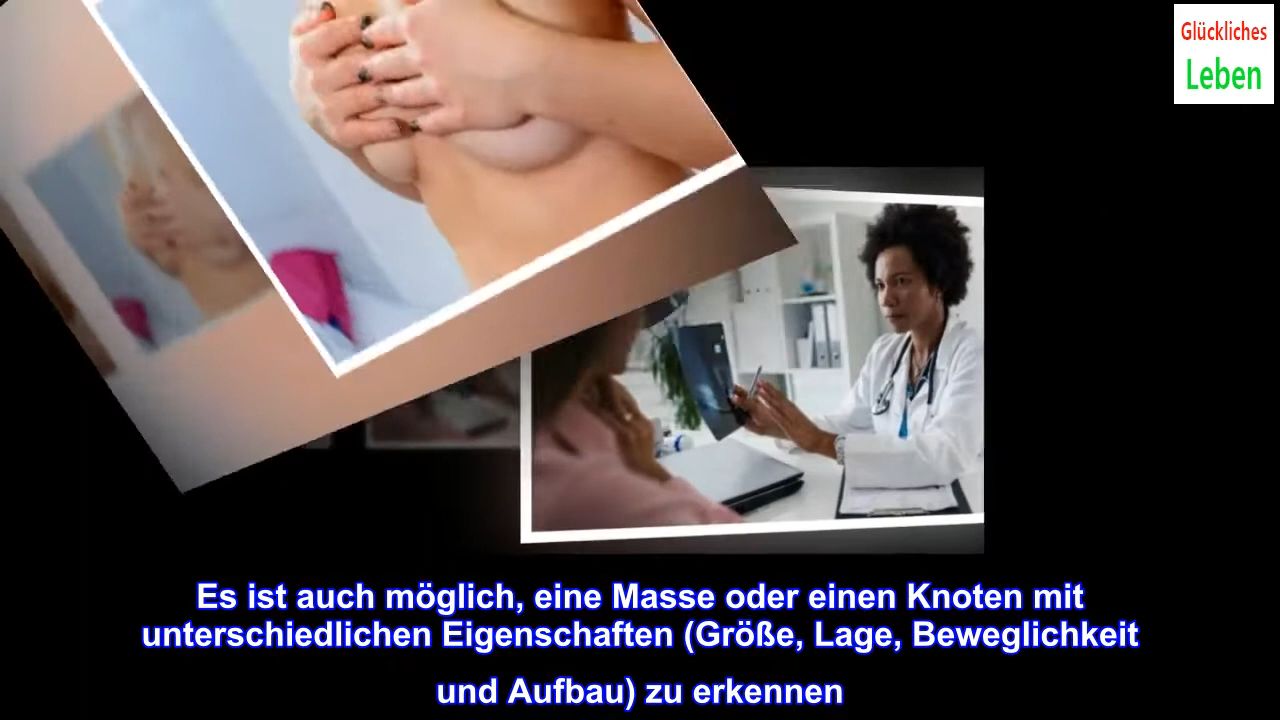 Glückliches
Leben
Es ist auch möglich, eine Masse oder einen Knoten mit
unterschiedlichen Eigenschaften (Größe, Lage, Beweglichkeit
und Aufbau) zu erkennen